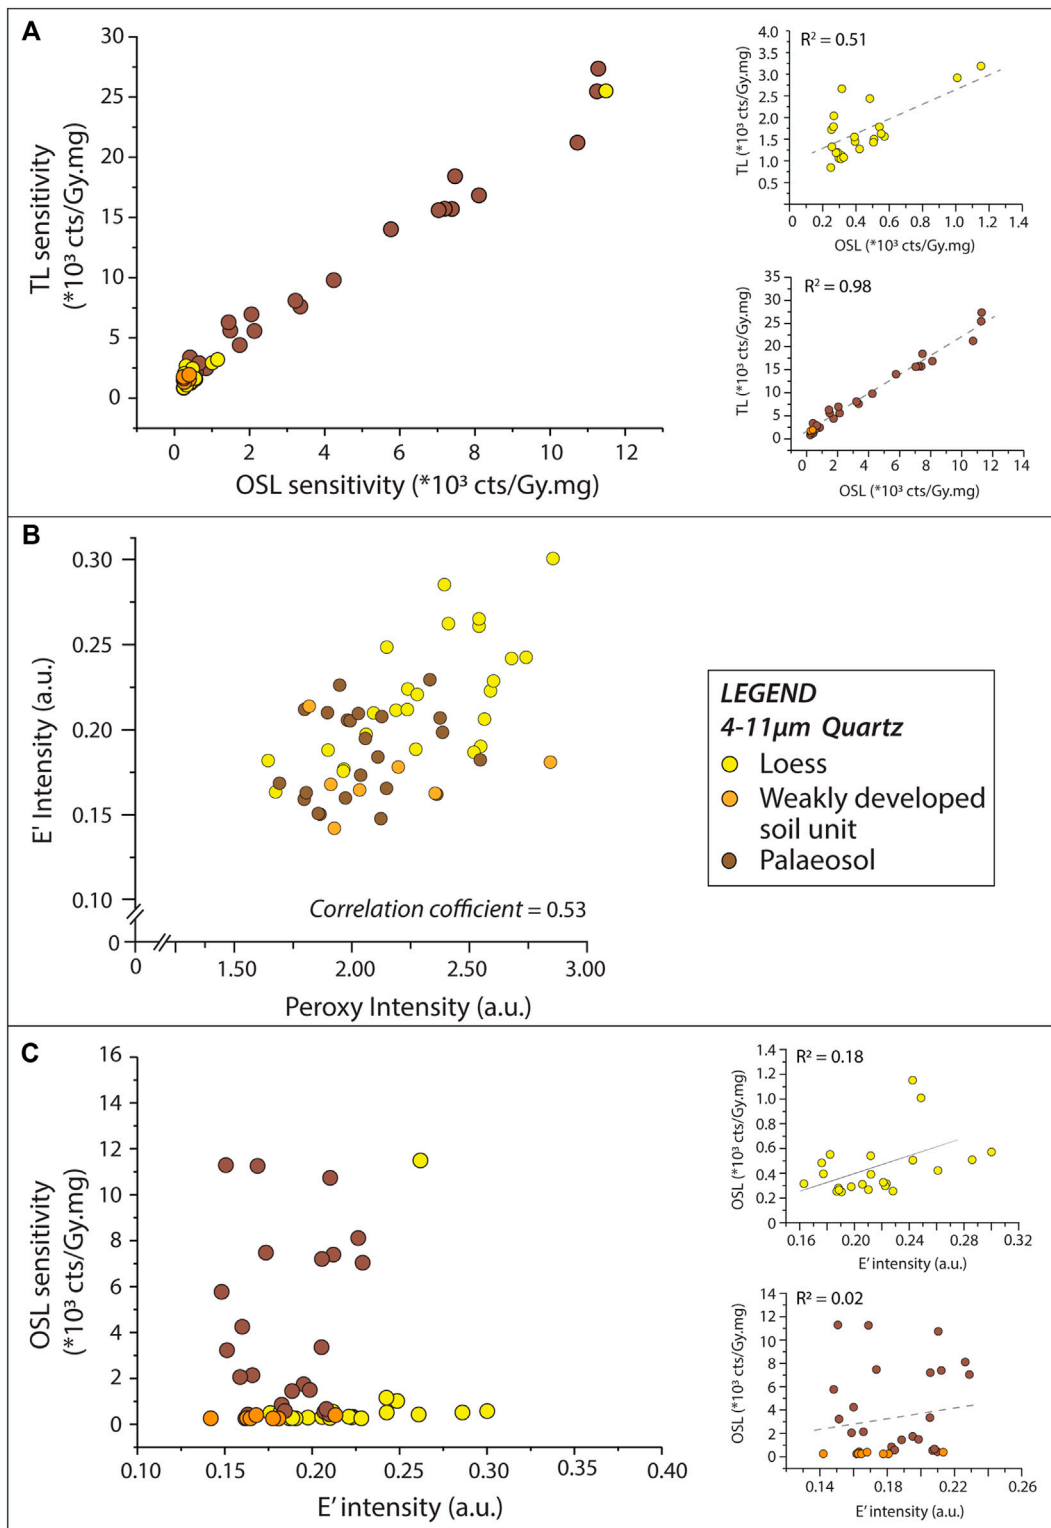 A
TL sensitivity
(*10³ cts/Gy.mg)
30
25
20
15
10
5
0
0 2 4 6 8 10 12
OSL sensitivity (*10³ cts/Gy.mg)
R² = 0.51
TL (*10³ cts/Gy.mg)
4.0
3.0
2.5
2.0
1.5
1.0
0.5
0 0.2 0.4 0.6 0.8 1.0 1.2 1.4
OSL (*10³ cts/Gy.mg)
R² = 0.98
TL (*10³ cts/Gy.mg)
35
30
25
20
15
10
5
0
0 2 4 6 8 10 12 14
OSL (*10³ cts/Gy.mg)
B
E' Intensity (a.u.)
0.30
0.25
0.20
0.15
0.10
0
Correlation cofficient = 0.53
0 1.50 2.00 2.50 3.00
Peroxy Intensity (a.u.)
LEGEND
4-11µm Quartz
Loess
Weakly developed
soil unit
Palaeosol
C
OSL sensitivity
(*10³ cts/Gy.mg)
16
14
12
10
8
6
4
2
0
0.10 0.15 0.20 0.25 0.30 0.35 0.40
E' intensity (a.u.)
R² = 0.18
OSL (*10³ cts/Gy.mg)
1.4
1.2
1.0
0.8
0.6
0.4
0.2
0
0.16 0.20 0.24 0.28 0.32
E' intensity (a.u.)
R² = 0.02
OSL (*10³ cts/Gy.mg)
14
12
10
8
6
4
2
0
0.14 0.18 0.22 0.26
E' intensity (a.u.)